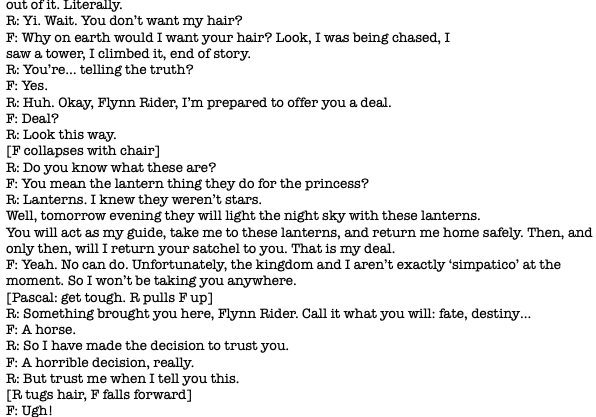 out of it. Literally.
R: Yi. Wait. You don’t want my hair?
F: Why on earth would I want your hair? Look, I was being chased, I
saw a tower, I climbed it, end of story.
R: You’re... telling the truth?
F: Yes.
R: Huh. Okay, Flynn Rider, I’m prepared to offer you a deal.
F: Deal?
R: Look this way.
[F collapses with chair]
R: Do you know what these are?
F: You mean the lantern thing they do for the princess?
R: Lanterns. I knew they weren’t stars.
Well, tomorrow evening they will light the night sky with these lanterns.
You will act as my guide, take me to these lanterns, and return me home safely. Then, and
only then, will I return your satchel to you. That is my deal.
F: Yeah. No can do. Unfortunately, the kingdom and I aren’t exactly ‘simpatico’ at the
moment. So I won’t be taking you anywhere.
[Pascal: get tough. R pulls F up]
R: Something brought you here, Flynn Rider. Call it what you will: fate, destiny...
F: A horse.
R: So I have made the decision to trust you.
F: A horrible decision, really.
R: But trust me when I tell you this.
[R tugs hair, F falls forward]
F: Ugh!